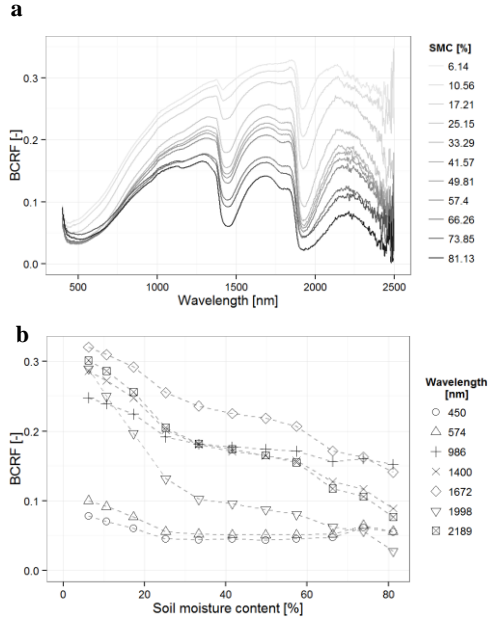 a
SMC [%]
6.14
10.56
17.21
25.15
33.29
41.57
49.81
57.4
66.26
73.85
81.13
BCRF [-]
0.3
0.2
0.1
0.0
500 1000 1500 2000 2500
Wavelength [nm]
b
Wavelength
[nm]
450
574
986
1400
1672
1998
2189
BCRF [-]
0.3
0.2
0.1
0.0
0 20 40 60 80
Soil moisture content [%]